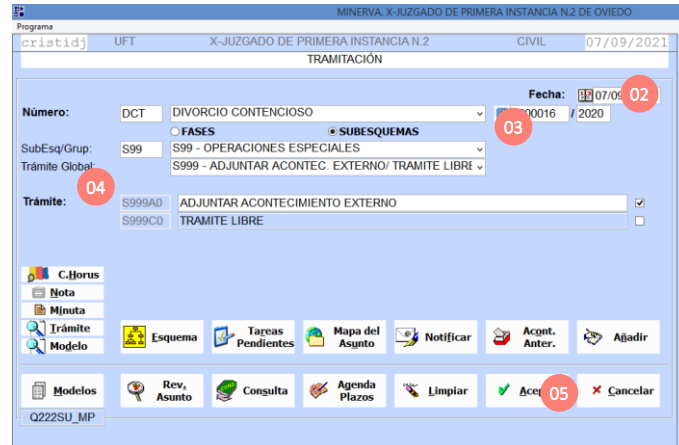 MINERVA. X-JUZGADO DE PRIMERA INSTANCIA N.2 DE OVIEDO
Programa
cristidj UFT X-JUZGADO DE PRIMERA INSTANCIA N.2 CIVIL 07/09/2021
TRAMITACIÓN
Fecha: 07/09 02
Número: DCT DIVORCIO CONTENCIOSO 000016 / 2020
03
FASES SUBESQUEMAS
SubEsq/Grup: S99 S99 - OPERACIONES ESPECIALES
Trámite Global: S999 - ADJUNTAR ACONTEC. EXTERNO/ TRAMITE LIBRE
04
Trámite: S999A0 ADJUNTAR ACONTECIMIENTO EXTERNO
S999C0 TRAMITE LIBRE
C.Horus
Nota
Minuta
Trámite
Modelo
Esquema
Tareas Pendientes
Mapa del Asunto
Notificar
Acont. Anter.
Añadir
Modelos
Rev, Asunto
Consulta
Agenda Plazos
Limpiar
Acep 05
Cancelar
Q222SU_MP